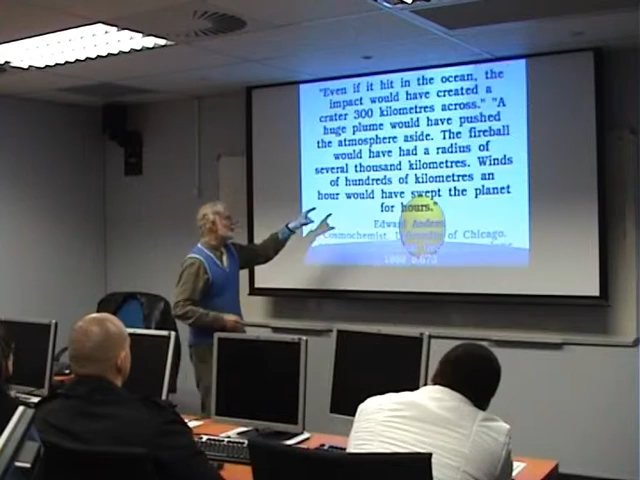 "Even if it hit in the ocean, the
impact would have created a
crater 300 kilometres across." "A
huge plume would have pushed
the atmosphere aside. The fireball
would have had a radius of
several thousand kilometres. Winds
of hundreds of kilometres an
hour would have swept the planet
for hours."
Edward Anders
Cosmochemist, University of Chicago.